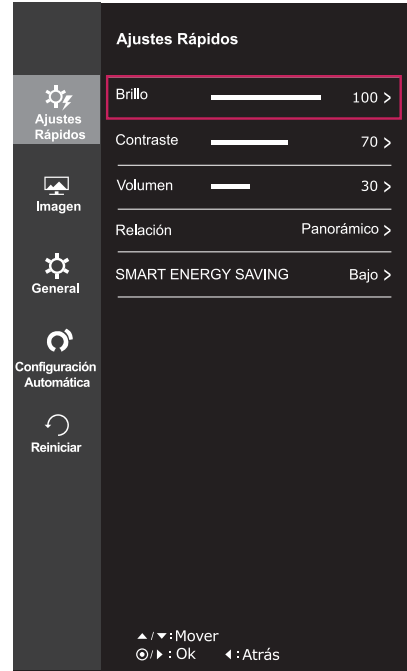 Ajustes Rápidos
Ajustes
Rápidos
Imagen
General
Configuración
Automática
Reiniciar
Brillo 100 >
Contraste 70 >
Volumen 30 >
Relación Panorámico >
SMART ENERGY SAVING Bajo >
▲/▼:Mover
◉/▶: Ok ◀:Atrás